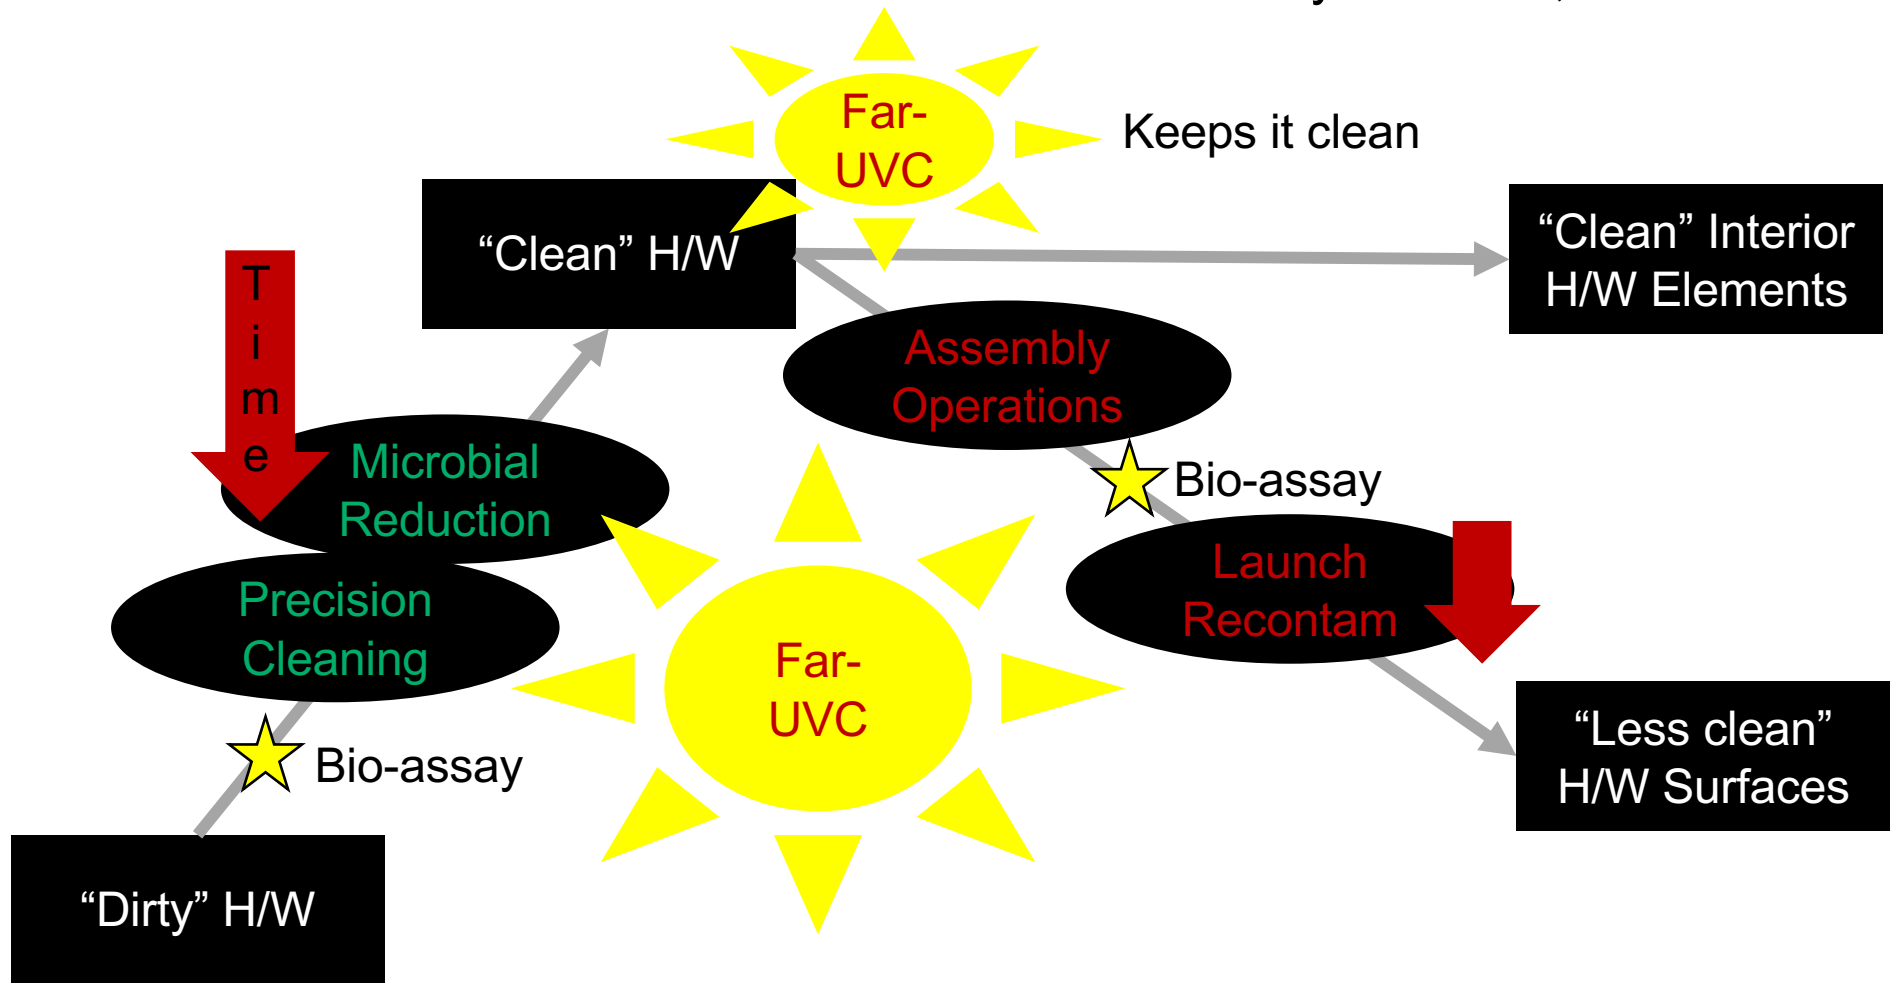 Far-
UVC
Keeps it clean
“Clean” H/W
“Clean” Interior
H/W Elements
T
i
m
e
Assembly
Operations
Microbial
Reduction
Bio-assay
Launch
Recontam
Precision
Cleaning
Far-
UVC
“Less clean”
H/W Surfaces
Bio-assay
“Dirty” H/W